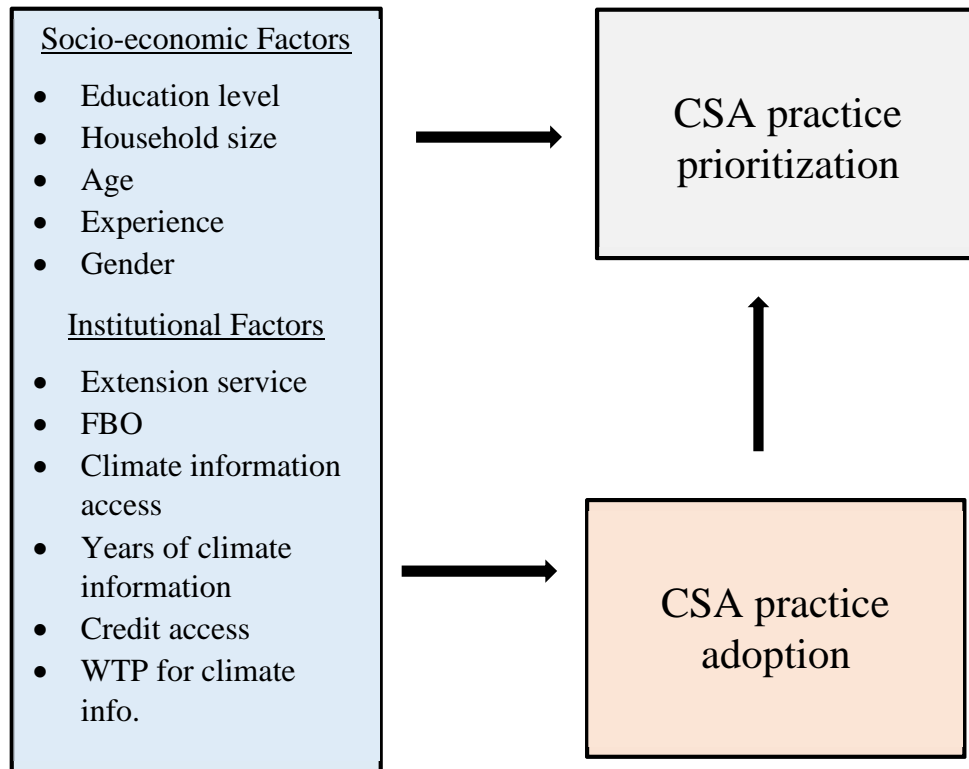 Socio-economic Factors
• Education level
• Household size
• Age
• Experience
• Gender
Institutional Factors
• Extension service
• FBO
• Climate information
access
• Years of climate
information
• Credit access
• WTP for climate
info.
CSA practice
prioritization
CSA practice
adoption